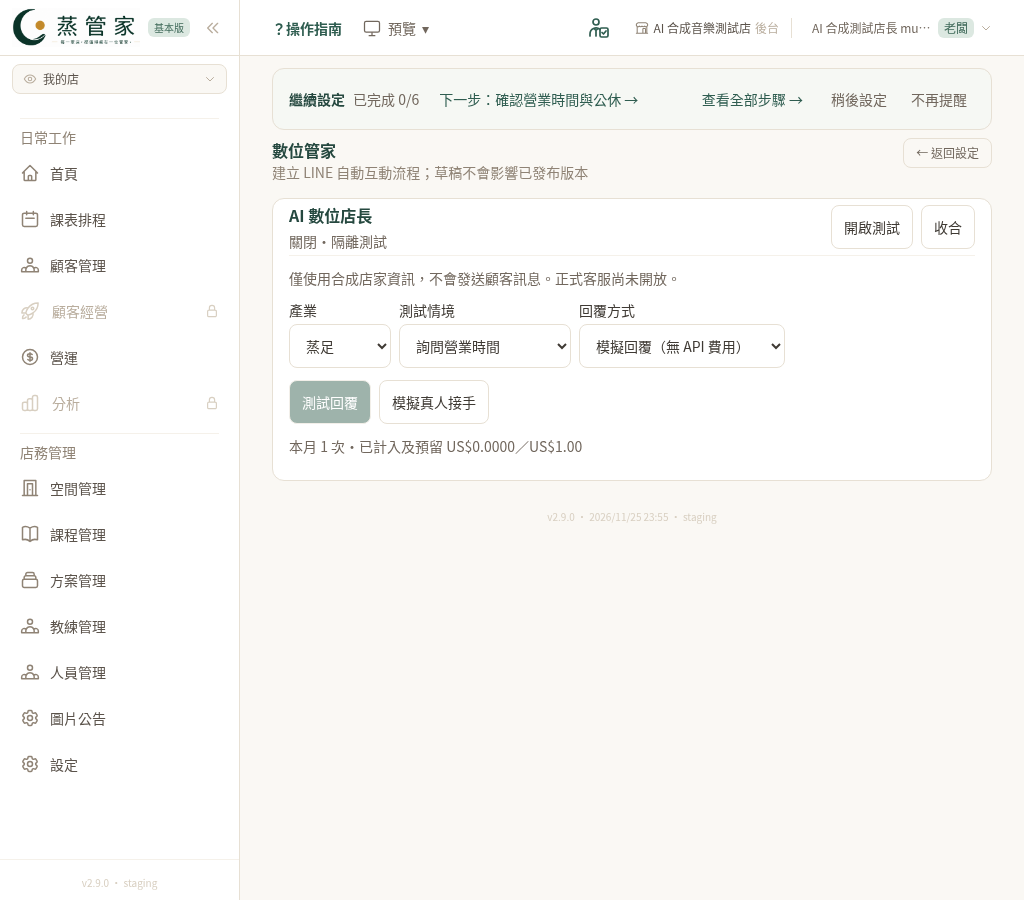 蒸管家
基本版
我的店
日常工作
首頁
課表排程
顧客管理
顧客經營
營運
分析
店務管理
空間管理
課程管理
方案管理
教練管理
人員管理
圖片公告
設定
v2.9.0 · staging
?操作指南
預覽 ▾
AI 合成音樂測試店 後台
AI 合成測試店長 mu… 老闆
繼續設定 已完成 0/6 下一步：確認營業時間與公休 → 查看全部步驟 → 稍後設定 不再提醒
數位管家
建立 LINE 自動互動流程；草稿不會影響已發布版本
← 返回設定
AI 數位店長
關閉・隔離測試
開啟測試 收合
僅使用合成店家資訊，不會發送顧客訊息。正式客服尚未開放。
產業 測試情境 回覆方式
蒸足 詢問營業時間 模擬回覆（無 API 費用）
測試回覆 模擬真人接手
本月 1 次・已計入及預留 US$0.0000／US$1.00
v2.9.0 · 2026/11/25 23:55 · staging